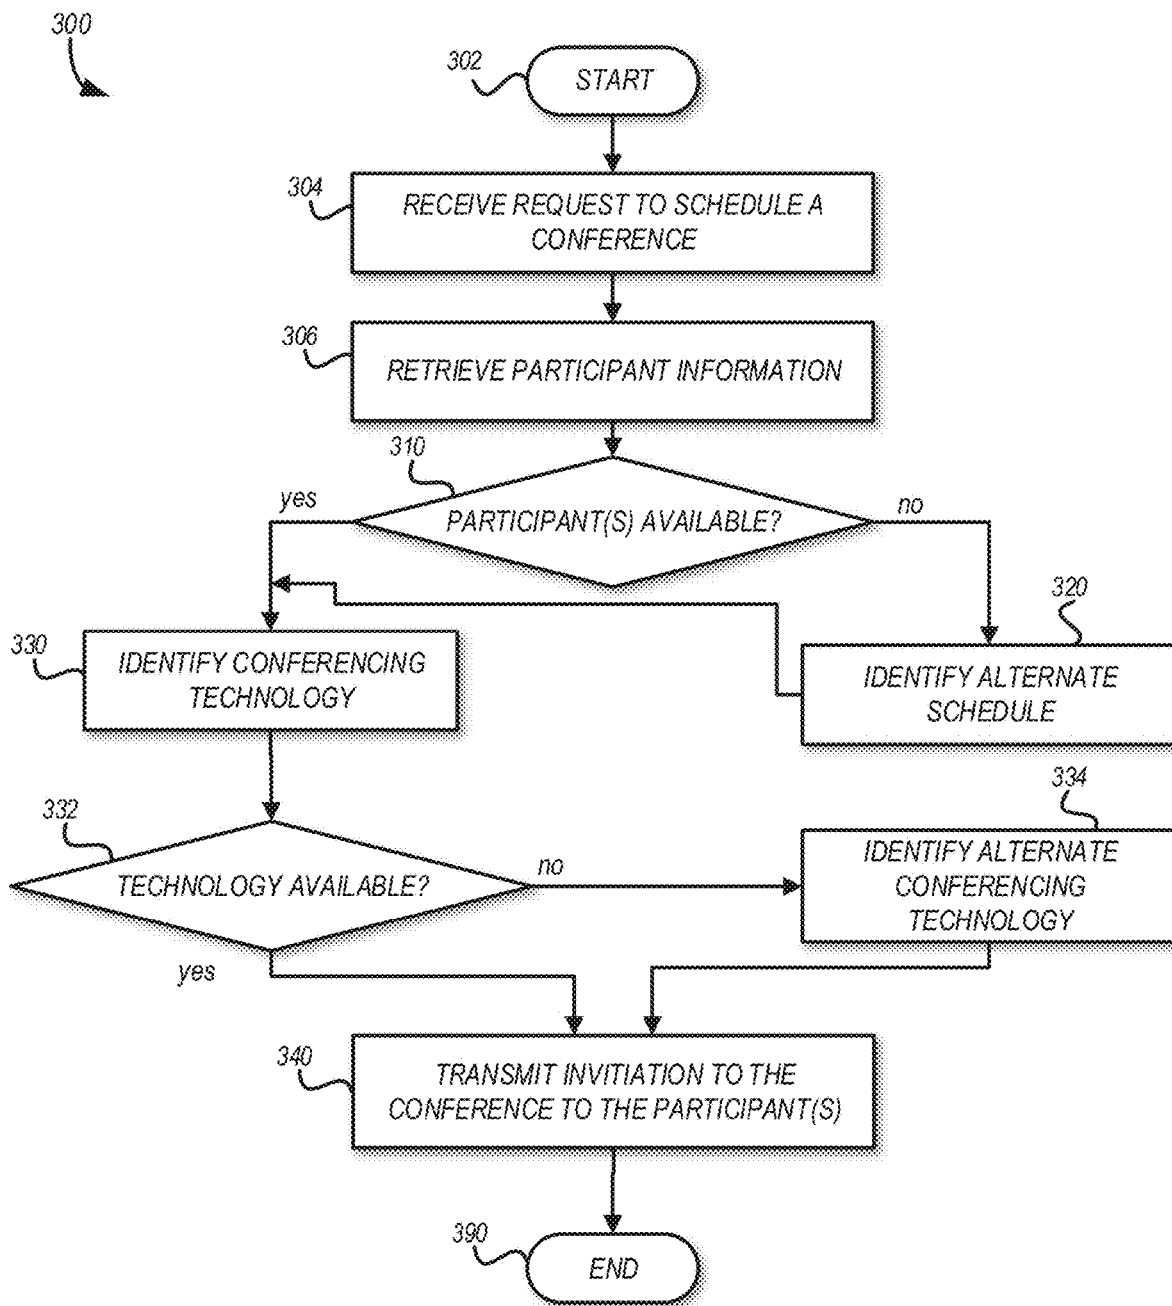 300
302
START
304
RECEIVE REQUEST TO SCHEDULE A
CONFERENCE
306
RETRIEVE PARTICIPANT INFORMATION
310
yes
PARTICIPANT(S) AVAILABLE?
no
320
330
IDENTIFY CONFERENCING
TECHNOLOGY
IDENTIFY ALTERNATE
SCHEDULE
332
334
TECHNOLOGY AVAILABLE?
no
IDENTIFY ALTERNATE
CONFERENCING
TECHNOLOGY
yes
340
TRANSMIT INVITIATION TO THE
CONFERENCE TO THE PARTICIPANT(S)
390
END